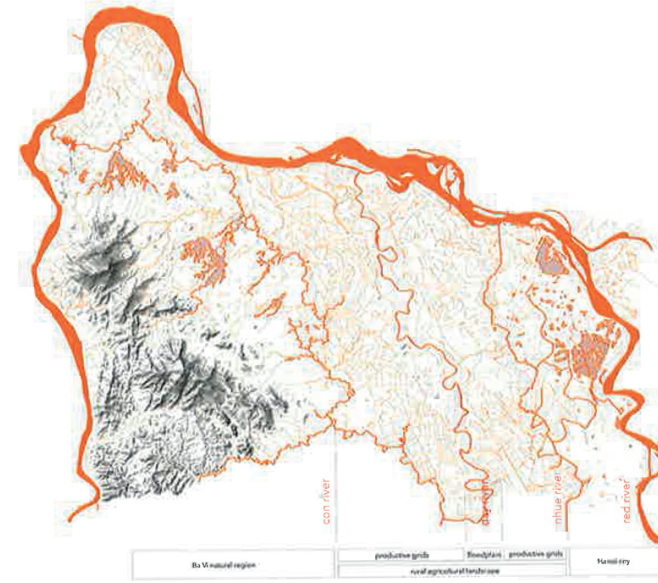 con river
day river
nhue river
red river
Ba Vi natural region
productive grids
floodplain
productive grids
Hanoi city
rural agricultural landscape